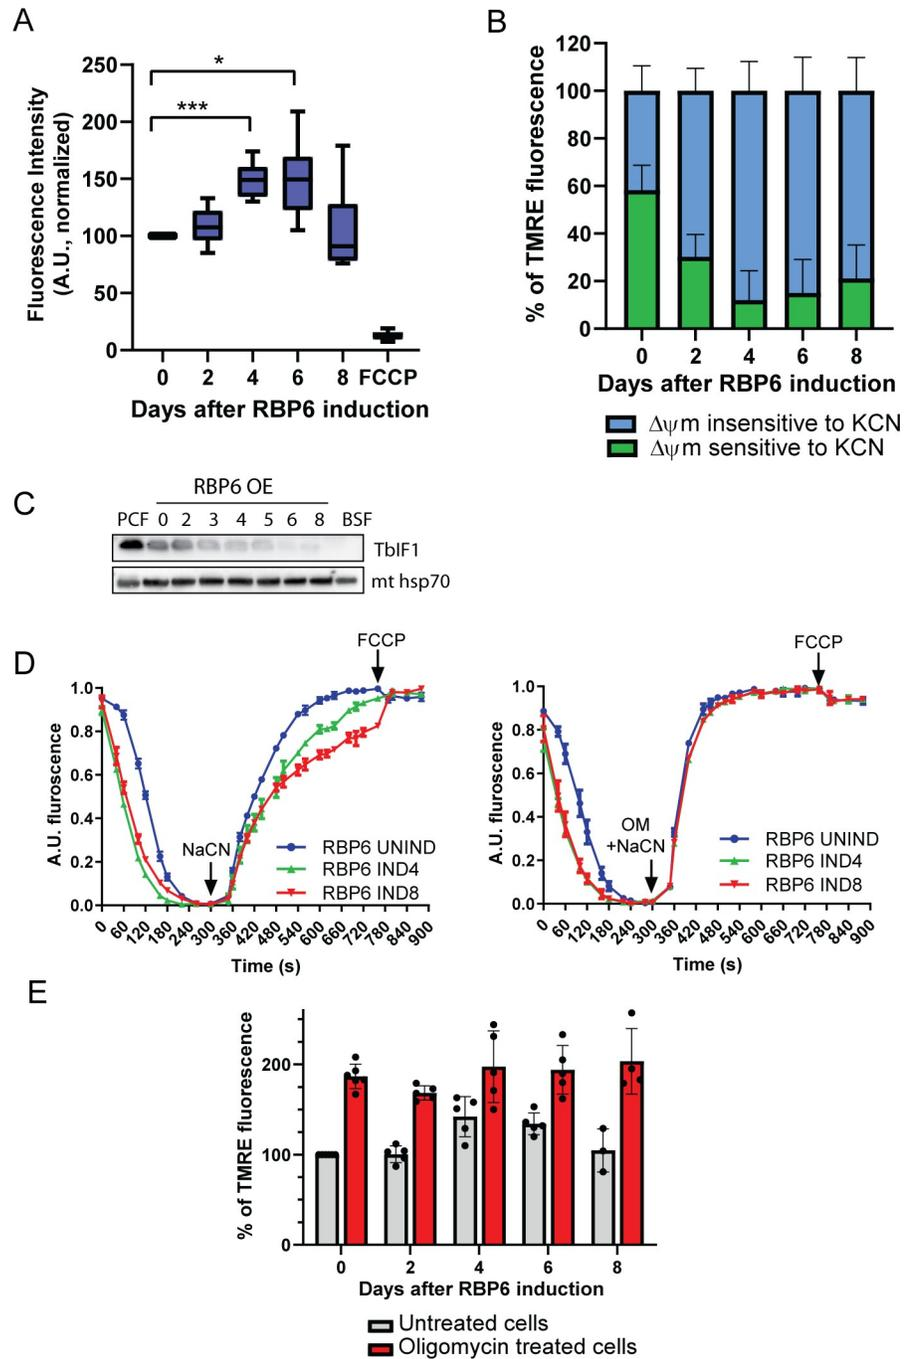 A
Fluorescence Intensity
(A.U., normalized)
250
200
150
100
50
0
*
***
0 2 4 6 8 FCCP
Days after RBP6 induction
B
% of TMRE fluorescence
120
100
80
60
40
20
0
0 2 4 6 8
Days after RBP6 induction
Δψm insensitive to KCN
Δψm sensitive to KCN
C
RBP6 OE
PCF 0 2 3 4 5 6 8 BSF
TbIF1
mt hsp70
D
A.U. fluroscence
1.0
0.8
0.6
0.4
0.2
0.0
FCCP
NaCN
RBP6 UNIND
RBP6 IND4
RBP6 IND8
0 60 120 180 240 300 360 420 480 540 600 660 720 780 840 900
Time (s)
A.U. fluroscence
1.0
0.8
0.6
0.4
0.2
0.0
FCCP
OM
+NaCN
RBP6 UNIND
RBP6 IND4
RBP6 IND8
0 60 120 180 240 300 360 420 480 540 600 660 720 780 840 900
Time (s)
E
% of TMRE fluorescence
200
100
0
0 2 4 6 8
Days after RBP6 induction
Untreated cells
Oligomycin treated cells